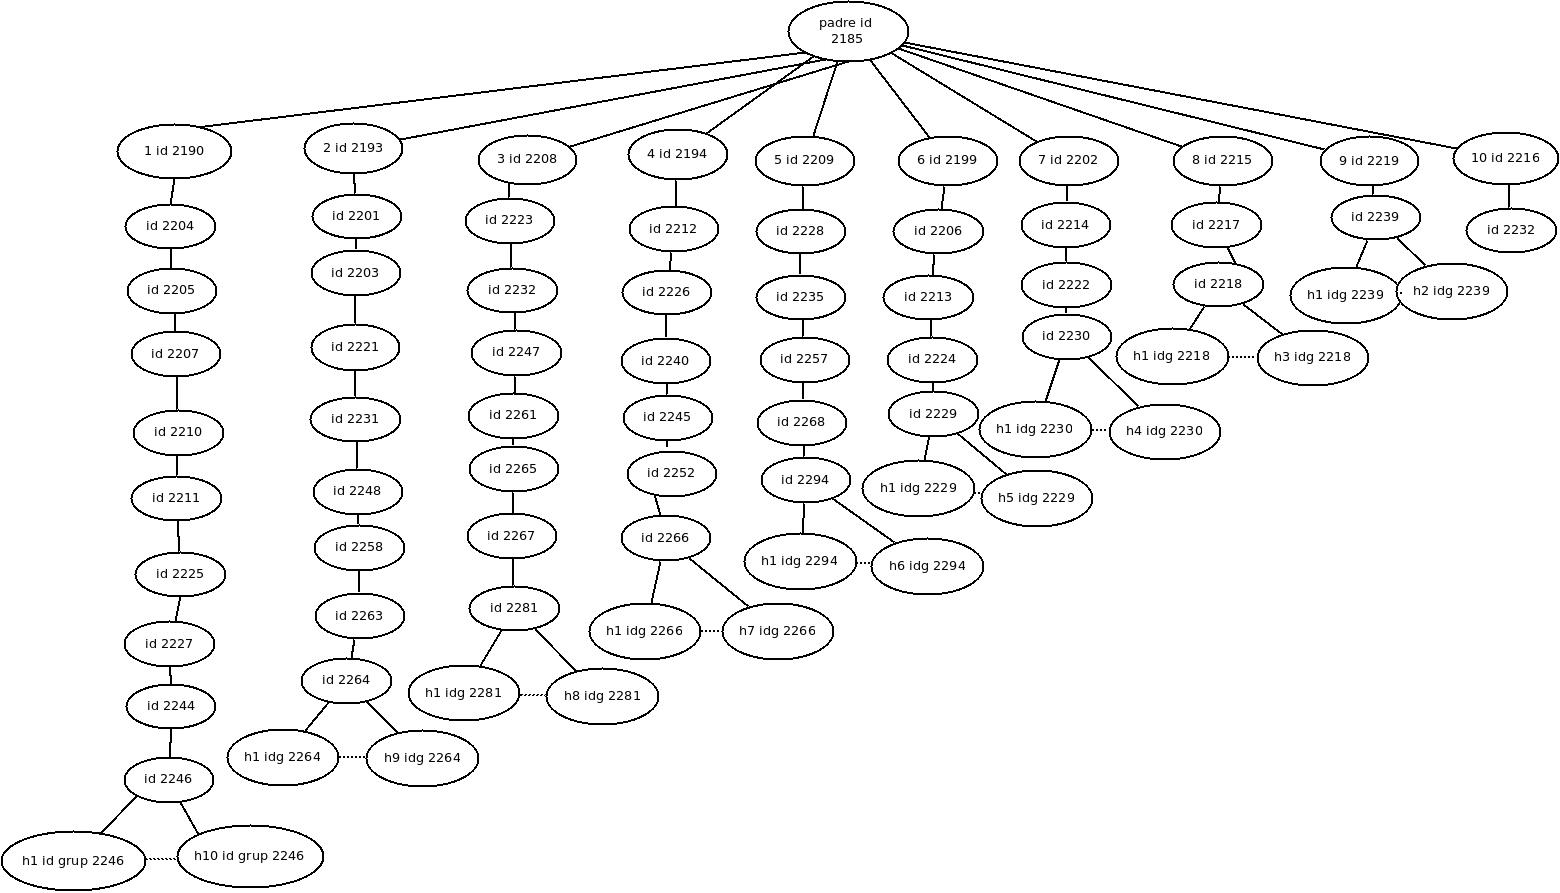 padre id
2185
1 id 2190
2 id 2193
3 id 2208
4 id 2194
5 id 2209
6 id 2199
7 id 2202
8 id 2215
9 id 2219
10 id 2216
id 2204
id 2201
id 2223
id 2212
id 2228
id 2206
id 2214
id 2217
id 2239
id 2232
id 2205
id 2203
id 2232
id 2226
id 2235
id 2213
id 2222
id 2218
h1 idg 2239
h2 idg 2239
id 2207
id 2221
id 2247
id 2240
id 2257
id 2224
id 2230
h1 idg 2218
h3 idg 2218
id 2210
id 2231
id 2261
id 2245
id 2268
id 2229
h1 idg 2230
h4 idg 2230
id 2211
id 2248
id 2265
id 2252
id 2294
h1 idg 2229
h5 idg 2229
id 2225
id 2258
id 2267
id 2266
h1 idg 2294
h6 idg 2294
id 2227
id 2263
id 2281
h1 idg 2266
h7 idg 2266
id 2244
id 2264
h1 idg 2281
h8 idg 2281
id 2246
h1 idg 2264
h9 idg 2264
h1 id grup 2246
h10 id grup 2246